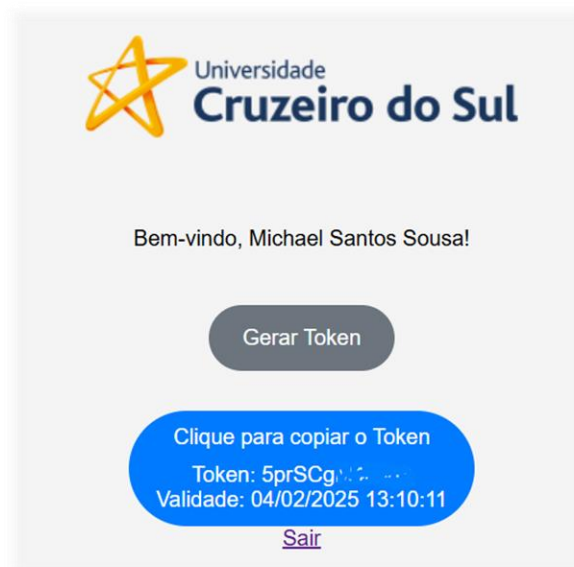 Universidade
Cruzeiro do Sul
Bem-vindo, Michael Santos Sousa!
Gerar Token
Clique para copiar o Token
Token:
Validade: 04/02/2025 13:10:11
Sair